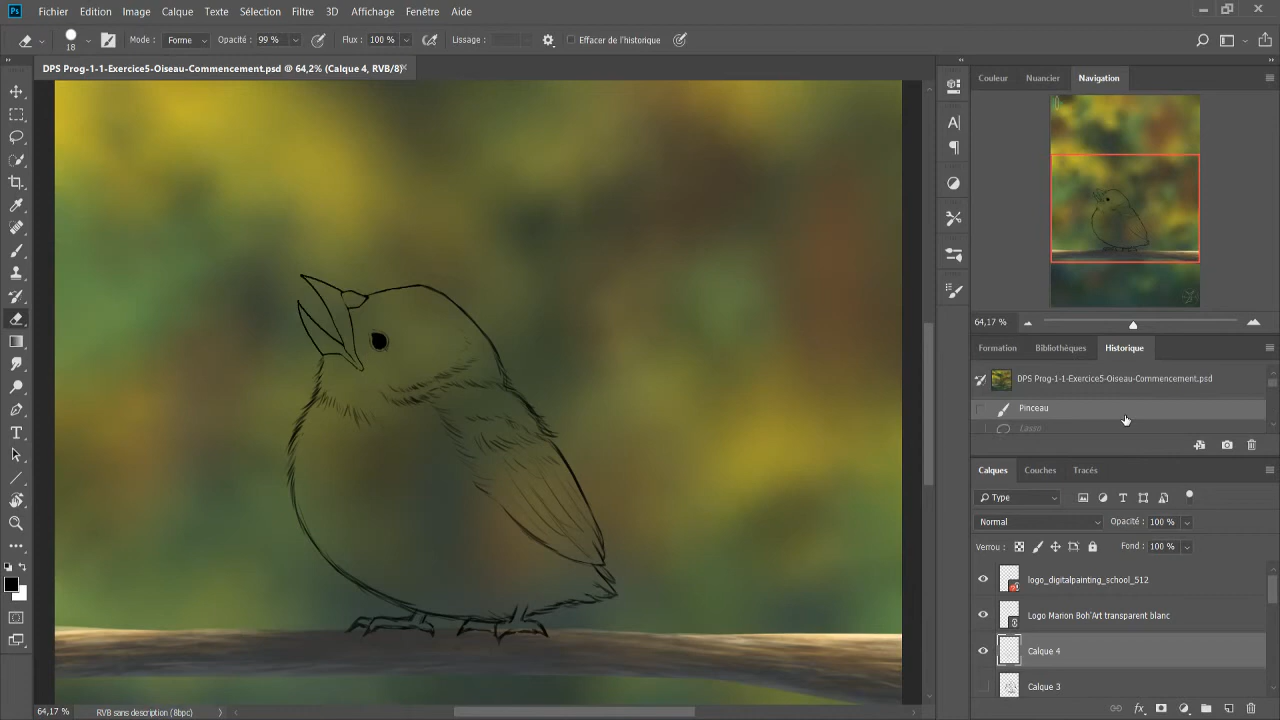 Ps Fichier Edition Image Calque Texte Sélection Filtre 3D Affichage Fenêtre Aide
18 Mode : Forme Opacité : 99 % Flux : 100 % Lissage : Effacer de l'historique
DPS Prog-1-1-Exercice5-Oiseau-Commencement.psd @ 64,2% (Calque 4, RVB/8)
Couleur Nuancier Navigation
64,17 %
Formation Bibliothèques Historique
DPS Prog-1-1-Exercice5-Oiseau-Commencement.psd
Pinceau
Lasso
Calques Couches Tracés
Type
Normal Opacité : 100 %
Verrou : Fond : 100 %
logo_digitalpainting_school_512
Logo Marion Boh'Art transparent blanc
Calque 4
Calque 3
64,17 % RVB sans description (8bpc)